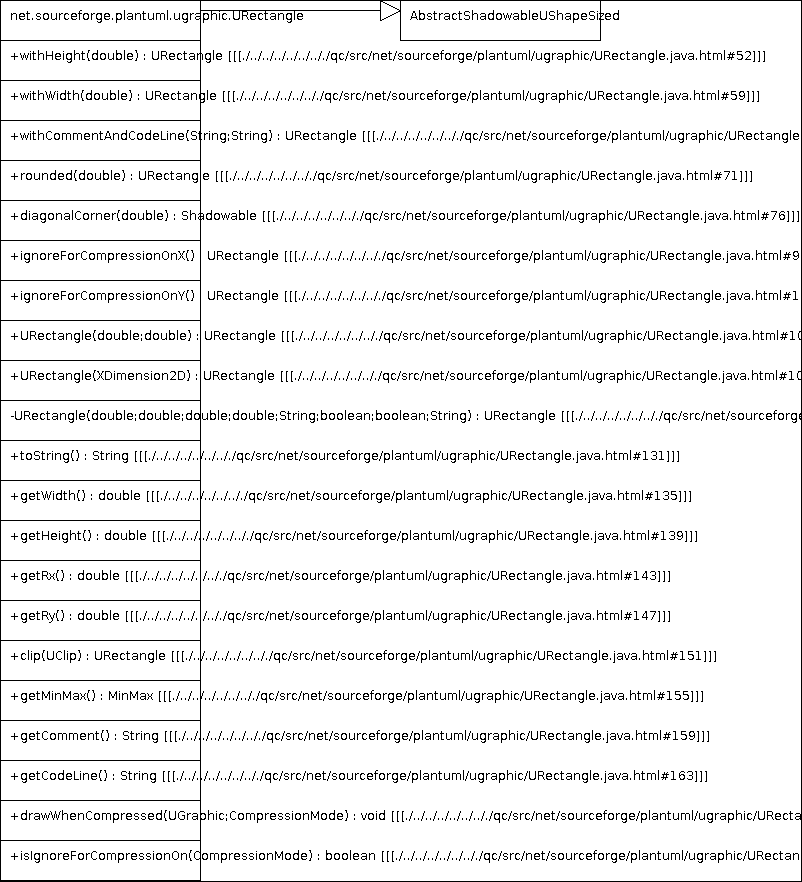 net.sourceforge.plantuml.ugraphic.URectangle
AbstractShadowableUShapeSized
+withHeight(double) : URectangle [[[./../../../../../../../qc/src/net/sourceforge/plantuml/ugraphic/URectangle.java.html#52]]]
+withWidth(double) : URectangle [[[./../../../../../../../qc/src/net/sourceforge/plantuml/ugraphic/URectangle.java.html#59]]]
+withCommentAndCodeLine(String;String) : URectangle [[[./../../../../../../../qc/src/net/sourceforge/plantuml/ugraphic/URectangle
+rounded(double) : URectangle [[[./../../../../../../../qc/src/net/sourceforge/plantuml/ugraphic/URectangle.java.html#71]]]
+diagonalCorner(double) : Shadowable [[[./../../../../../../../qc/src/net/sourceforge/plantuml/ugraphic/URectangle.java.html#76]]]
+ignoreForCompressionOnX() : URectangle [[[./../../../../../../../qc/src/net/sourceforge/plantuml/ugraphic/URectangle.java.html#9
+ignoreForCompressionOnY() : URectangle [[[./../../../../../../../qc/src/net/sourceforge/plantuml/ugraphic/URectangle.java.html#1
+URectangle(double;double) : URectangle [[[./../../../../../../../qc/src/net/sourceforge/plantuml/ugraphic/URectangle.java.html#10
+URectangle(XDimension2D) : URectangle [[[./../../../../../../../qc/src/net/sourceforge/plantuml/ugraphic/URectangle.java.html#10
-URectangle(double;double;double;double;String;boolean;boolean;String) : URectangle [[[./../../../../../../../qc/src/net/sourceforge
+toString() : String [[[./../../../../../../../qc/src/net/sourceforge/plantuml/ugraphic/URectangle.java.html#131]]]
+getWidth() : double [[[./../../../../../../../qc/src/net/sourceforge/plantuml/ugraphic/URectangle.java.html#135]]]
+getHeight() : double [[[./../../../../../../../qc/src/net/sourceforge/plantuml/ugraphic/URectangle.java.html#139]]]
+getRx() : double [[[./../../../../../../../qc/src/net/sourceforge/plantuml/ugraphic/URectangle.java.html#143]]]
+getRy() : double [[[./../../../../../../../qc/src/net/sourceforge/plantuml/ugraphic/URectangle.java.html#147]]]
+clip(UClip) : URectangle [[[./../../../../../../../qc/src/net/sourceforge/plantuml/ugraphic/URectangle.java.html#151]]]
+getMinMax() : MinMax [[[./../../../../../../../qc/src/net/sourceforge/plantuml/ugraphic/URectangle.java.html#155]]]
+getComment() : String [[[./../../../../../../../qc/src/net/sourceforge/plantuml/ugraphic/URectangle.java.html#159]]]
+getCodeLine() : String [[[./../../../../../../../qc/src/net/sourceforge/plantuml/ugraphic/URectangle.java.html#163]]]
+drawWhenCompressed(UGraphic;CompressionMode) : void [[[./../../../../../../../qc/src/net/sourceforge/plantuml/ugraphic/URecta
+isIgnoreForCompressionOn(CompressionMode) : boolean [[[./../../../../../../../qc/src/net/sourceforge/plantuml/ugraphic/URectan